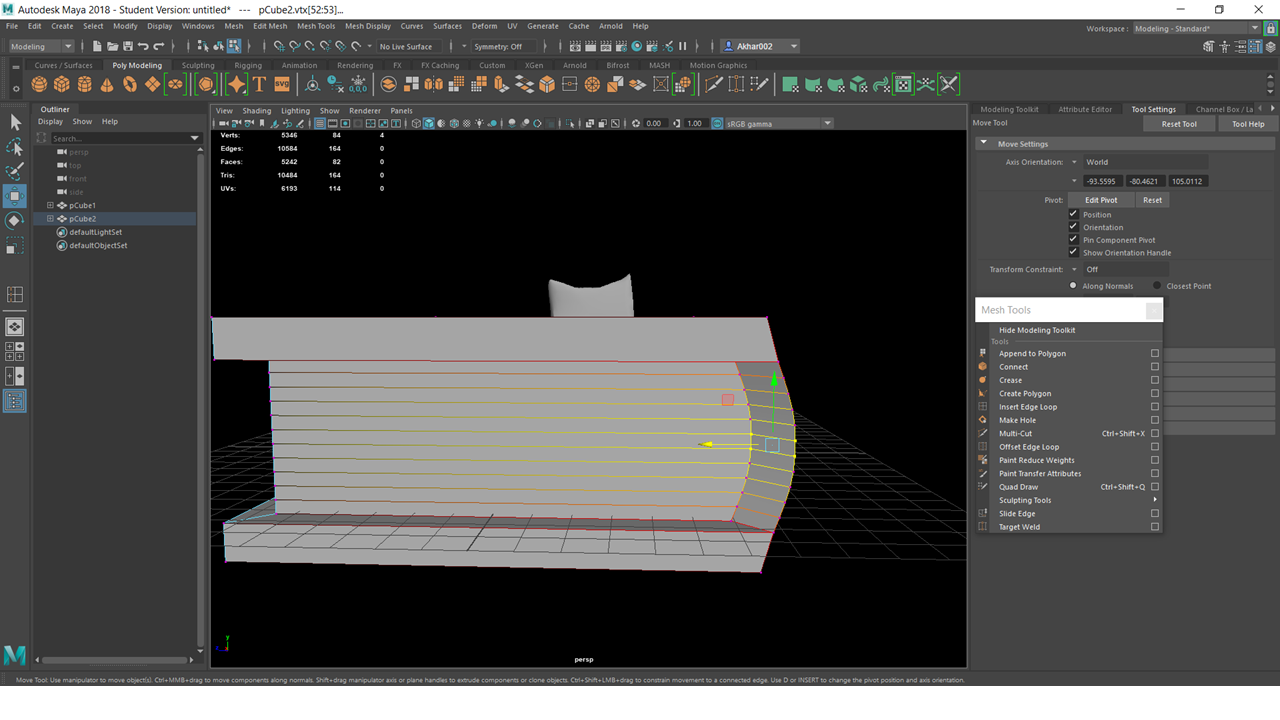 Autodesk Maya 2018 - Student Version: untitled*   ---   pCube2.vtx[52:53]...
File Edit Create Select Modify Display Windows Mesh Edit Mesh Mesh Tools Mesh Display Curves Surfaces Deform UV Generate Cache Arnold Help
Workspace : Modeling - Standard*
Modeling No Live Surface Symmetry: Off Akhar002
Curves / Surfaces Poly Modeling Sculpting Rigging Animation Rendering FX FX Caching Custom XGen Arnold Bifrost MASH Motion Graphics
T SVG 0,0,0
Outliner
Display Show Help
Search...
persp
top
front
side
pCube1
pCube2
defaultLightSet
defaultObjectSet
View Shading Lighting Show Renderer Panels
0.00 1.00 sRGB gamma
Verts: 5346 84 4
Edges: 10584 164 0
Faces: 5242 82 0
Tris: 10484 164 0
UVs: 6193 114 0
y
persp
Modeling Toolkit Attribute Editor Tool Settings Channel Box / La
Move Tool Reset Tool Tool Help
Move Settings
Axis Orientation: World
-93.5595 -80.4621 105.0112
Pivot: Edit Pivot Reset
Position
Orientation
Pin Component Pivot
Show Orientation Handle
Transform Constraint: Off
Along Normals Closest Point
Mesh Tools
Hide Modeling Toolkit
Tools
Append to Polygon
Connect
Crease
Create Polygon
Insert Edge Loop
Make Hole
Multi-Cut Ctrl+Shift+X
Offset Edge Loop
Paint Reduce Weights
Paint Transfer Attributes
Quad Draw Ctrl+Shift+Q
Sculpting Tools
Slide Edge
Target Weld
Move Tool: Use manipulator to move object(s). Ctrl+MMB+drag to move components along normals. Shift+drag manipulator axis or plane handles to extrude components or clone objects. Ctrl+Shift+LMB+drag to constrain movement to a connected edge. Use D or INSERT to change the pivot position and axis orientation.